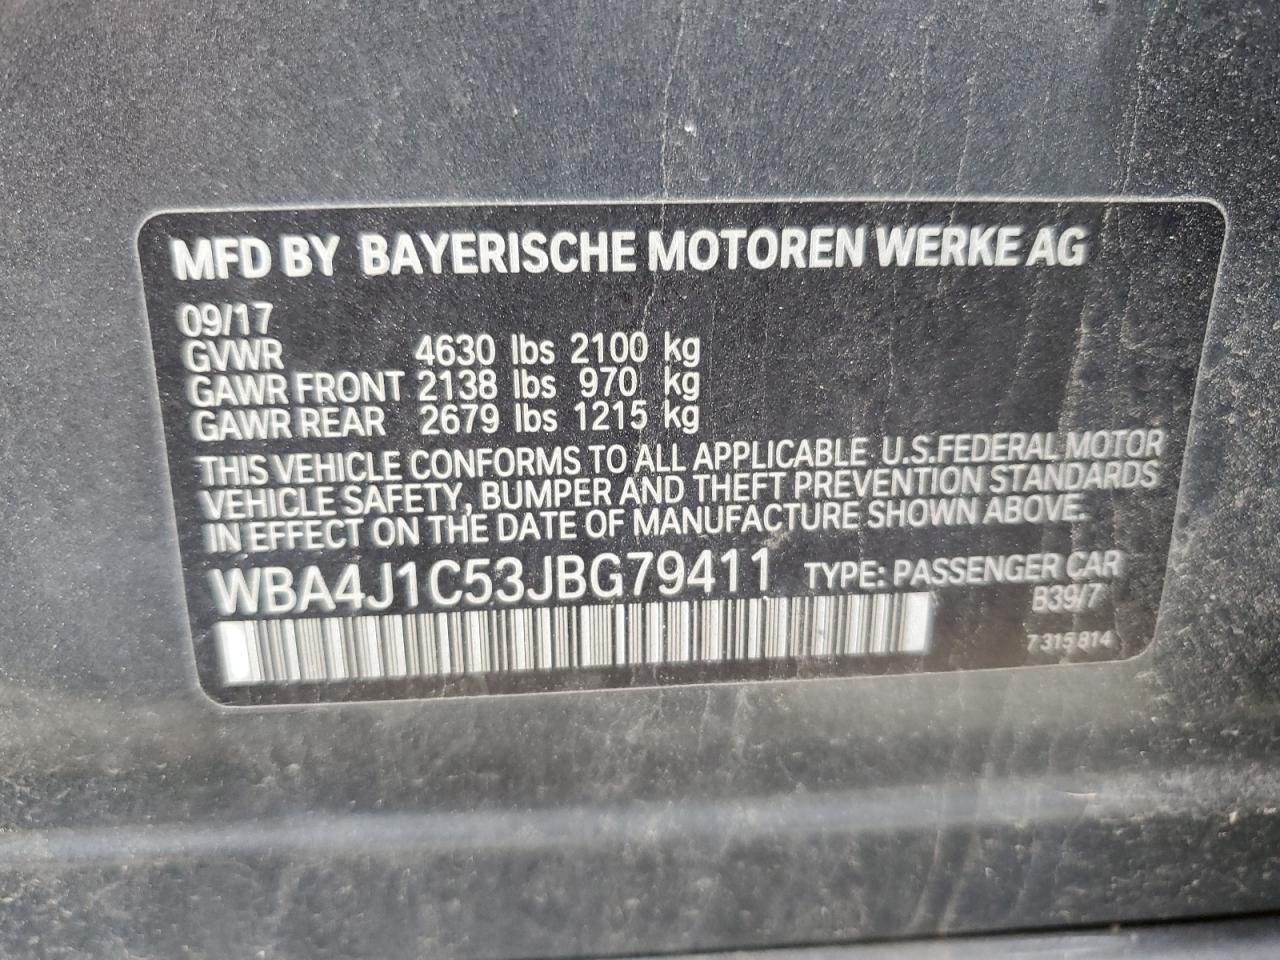 MFD BY BAYERISCHE MOTOREN WERKE AG
09/17
GVWR 4630 lbs 2100 kg
GAWR FRONT 2138 lbs 970 kg
GAWR REAR 2679 lbs 1215 kg
THIS VEHICLE CONFORMS TO ALL APPLICABLE U.S.FEDERAL MOTOR
VEHICLE SAFETY, BUMPER AND THEFT PREVENTION STANDARDS
IN EFFECT ON THE DATE OF MANUFACTURE SHOWN ABOVE.
WBA4J1C53JBG79411 TYPE: PASSENGER CAR
B39/7
7 315 814